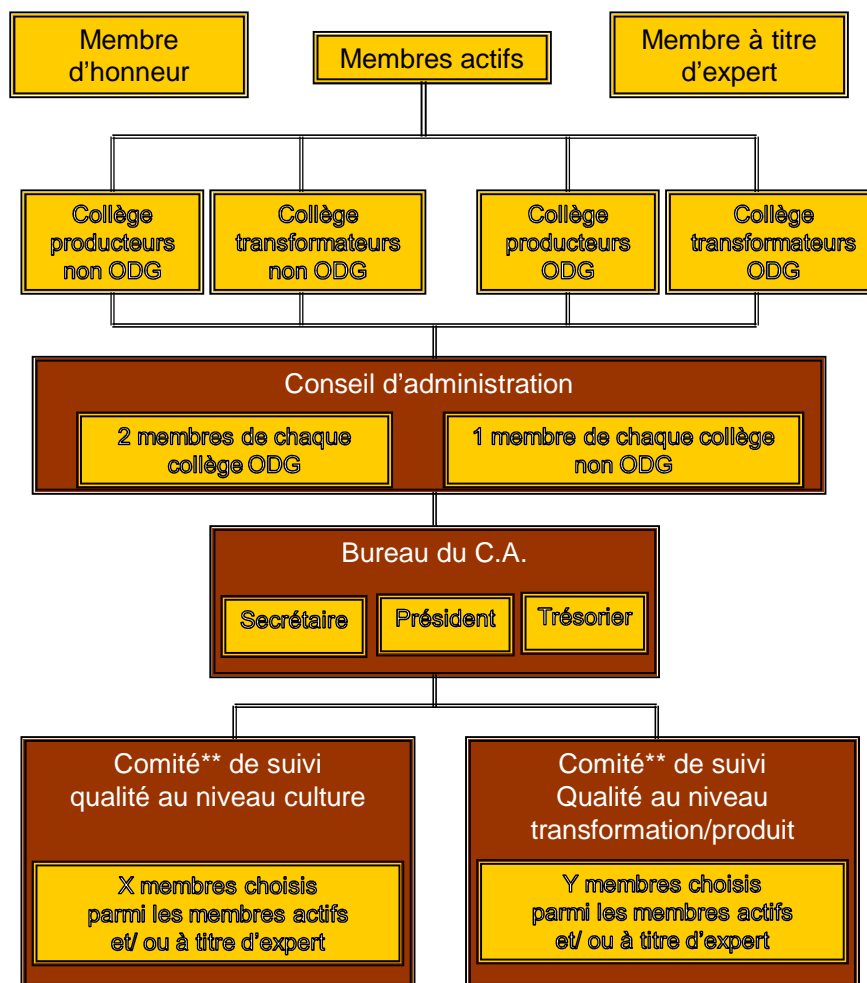 Membre
d'honneur
Membres actifs
Membre à titre
d'expert
Collège
producteurs
non ODG
Collège
transformateurs
non ODG
Collège
producteurs
ODG
Collège
transformateurs
ODG
Conseil d'administration
2 membres de chaque
collège ODG
1 membre de chaque collège
non ODG
Bureau du C.A.
Secrétaire
Président
Trésorier
Comité** de suivi
qualité au niveau culture
X membres choisis
parmi les membres actifs
et/ ou à titre d'expert
Comité** de suivi
Qualité au niveau
transformation/produit
Y membres choisis
parmi les membres actifs
et/ ou à titre d'expert